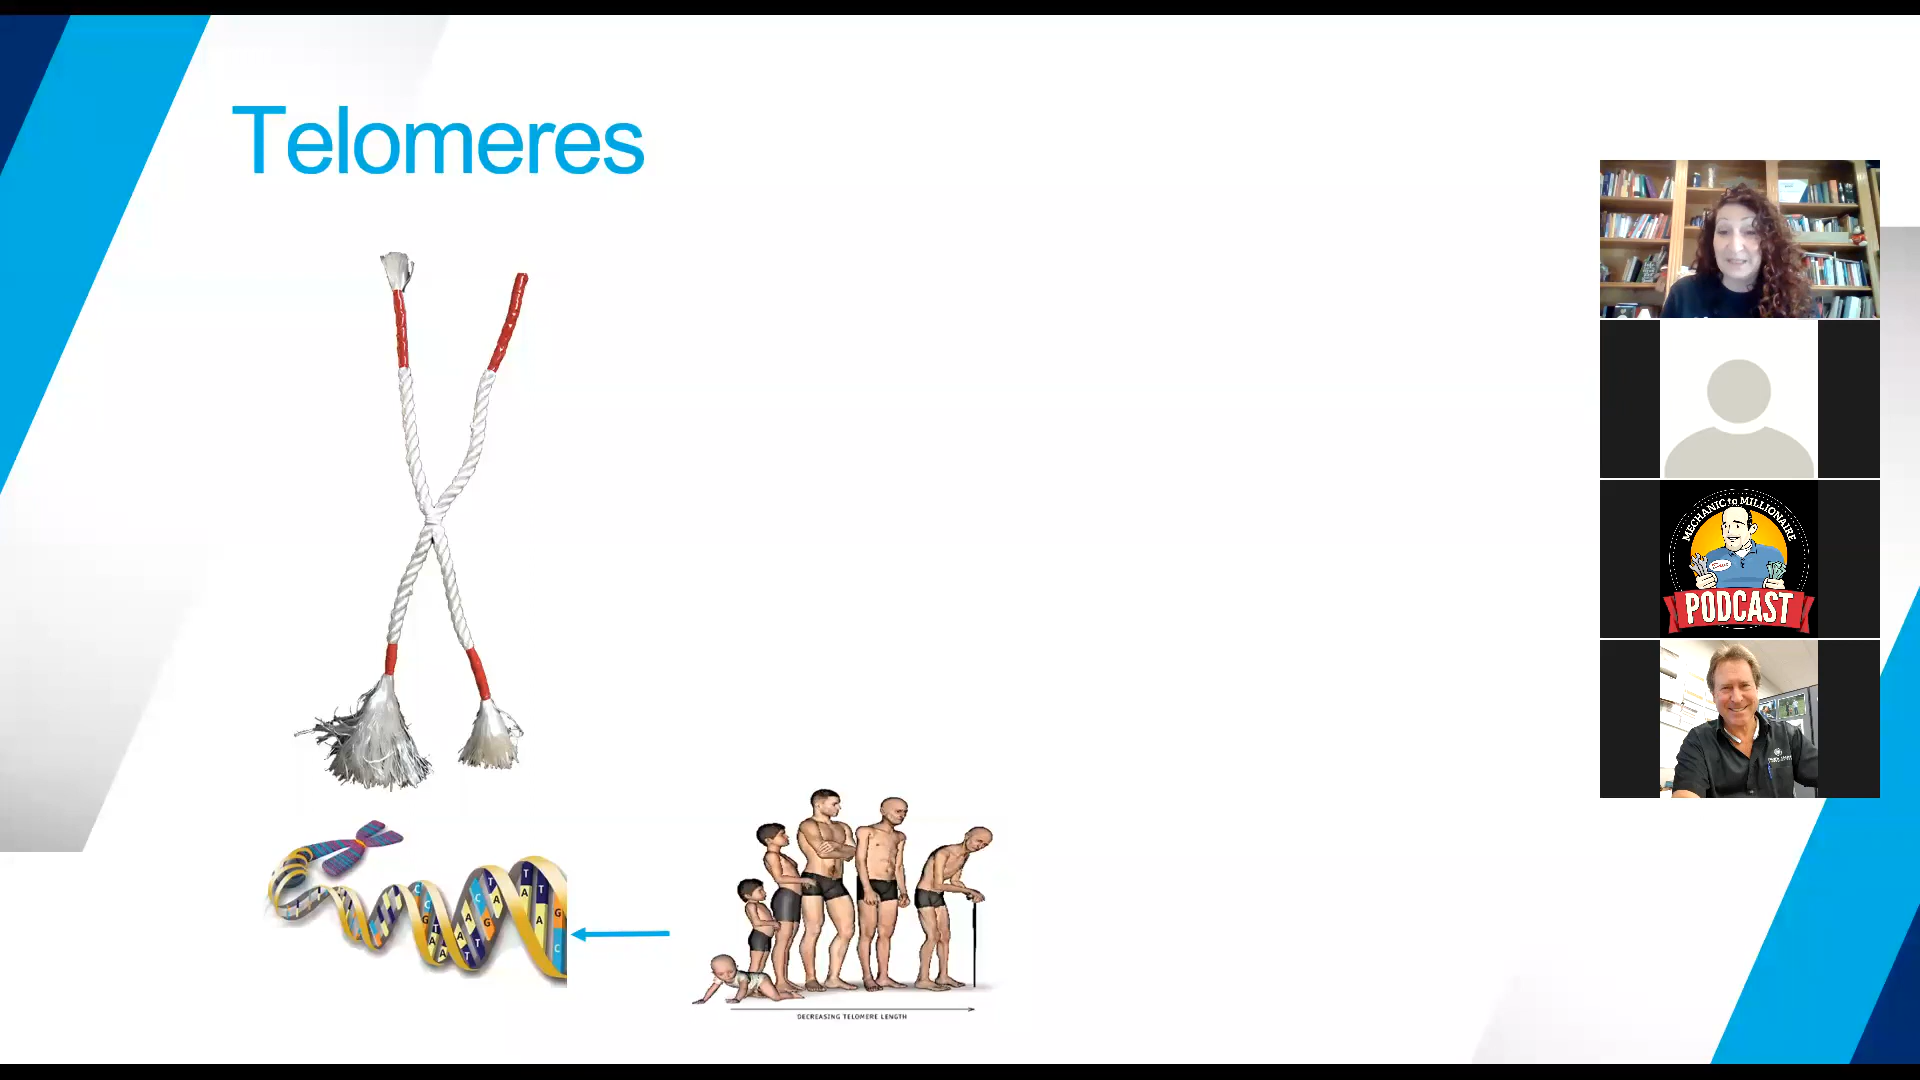 Telomeres
MECHANIC to MILLIONAIRE
PODCAST
C
C
G
T
A
A
A
A
T
C
G
T
A
T
A
T
A
G
C
DECREASING TELOMERE LENGTH